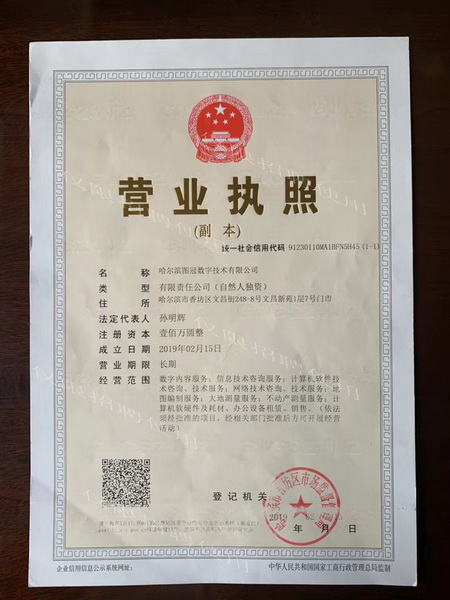 营业执照
(副 本)
统一社会信用代码 91230110MA1BFN5H45 (1-1)
名 称 哈尔滨图冠数字技术有限公司
类 型 有限责任公司(自然人独资)
住 所 哈尔滨市香坊区文昌街248-8号文昌新苑1层7号门市
法定代表人 孙明辉
注册资本 壹佰万圆整
成立日期 2019年02月15日
营业期限 长期
经营范围 数字内容服务;信息技术咨询服务;计算机软件技
术咨询、技术服务;网络技术咨询、技术服务;地
图编制服务;大地测量服务;不动产测量服务;计
算机软硬件及耗材、办公设备租赁、销售。(依法
须经批准的项目,经相关部门批准后方可开展经营
活动)
登记机关
2019
年 月 日
企业信用信息公示系统网址:
中华人民共和国国家工商行政管理总局监制